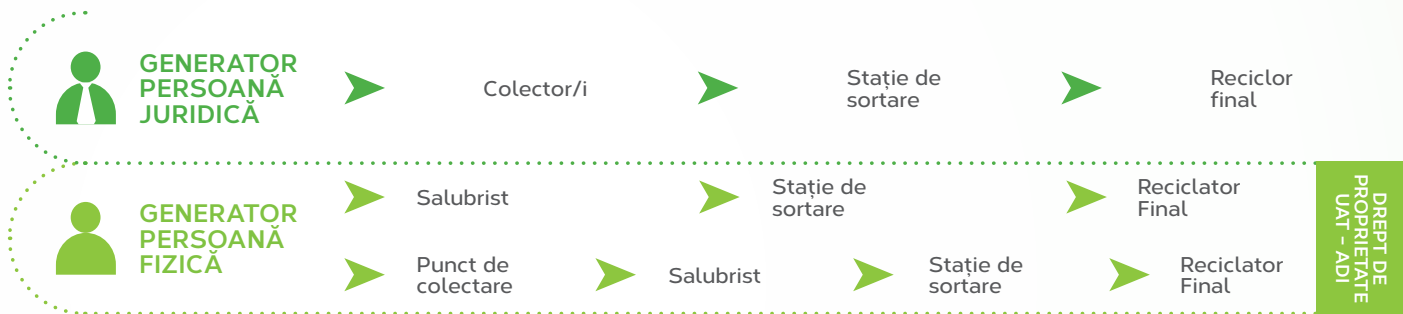 GENERATOR
PERSOANĂ
JURIDICĂ
Colector/i
Stație de
sortare
Reciclor
final
GENERATOR
PERSOANĂ
FIZICĂ
Salubrist
Stație de
sortare
Reciclator
Final
Punct de
colectare
Salubrist
Stație de
sortare
Reciclator
Final
DREPT DE
PROPRIETATE
UAT - ADI